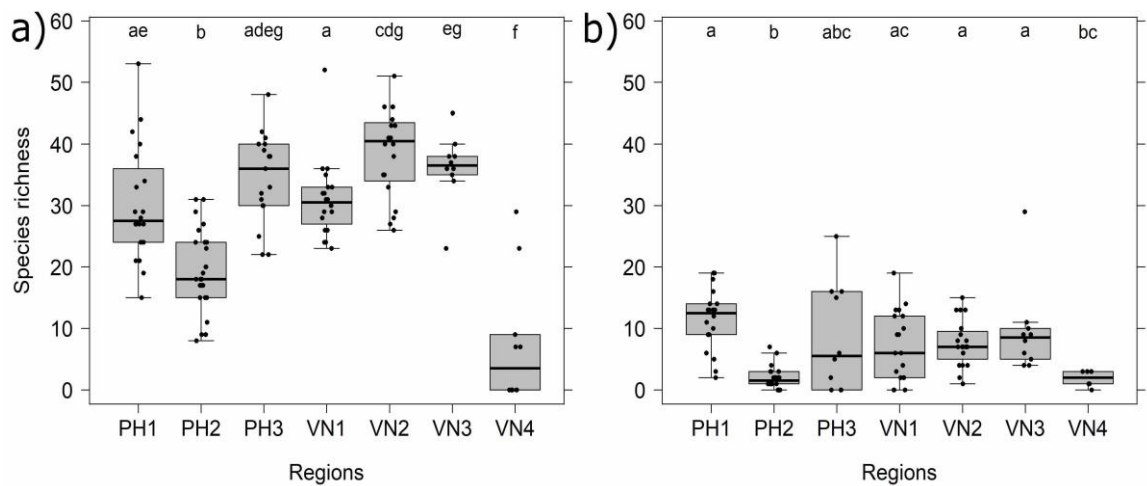 a)
60
50
40
30
20
10
0
Species richness
ae b adeg a cdg eg f
PH1 PH2 PH3 VN1 VN2 VN3 VN4
Regions
b)
60
50
40
30
20
10
0
a b abc ac a a bc
PH1 PH2 PH3 VN1 VN2 VN3 VN4
Regions